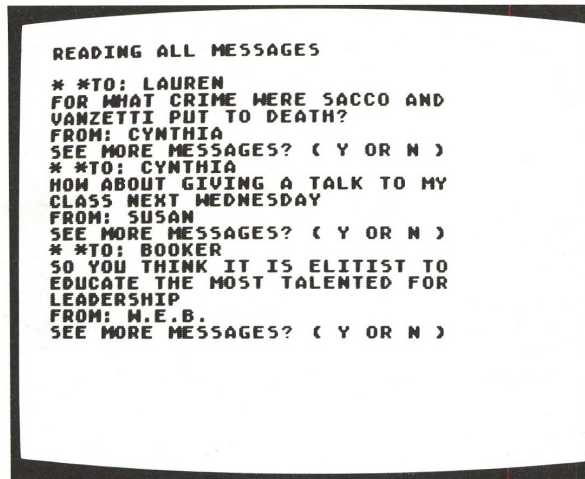 READING ALL MESSAGES
* *TO: LAUREN
FOR WHAT CRIME WERE SACCO AND
VANZETTI PUT TO DEATH?
FROM: CYNTHIA
SEE MORE MESSAGES? ( Y OR N )
* *TO: CYNTHIA
HOW ABOUT GIVING A TALK TO MY
CLASS NEXT WEDNESDAY
FROM: SUSAN
SEE MORE MESSAGES? ( Y OR N )
* *TO: BOOKER
SO YOU THINK IT IS ELITIST TO
EDUCATE THE MOST TALENTED FOR
LEADERSHIP
FROM: W.E.B.
SEE MORE MESSAGES? ( Y OR N )